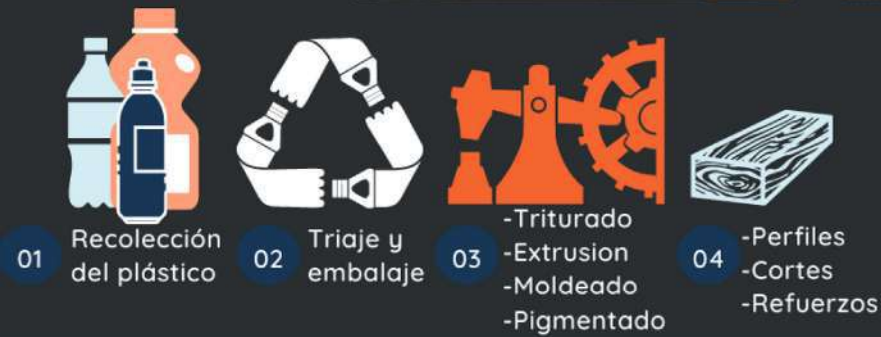 01
Recolección
del plástico
02
Triaje y
embalaje
03
-Triturado
-Extrusion
-Moldeado
-Pigmentado
04
-Perfiles
-Cortes
-Refuerzos